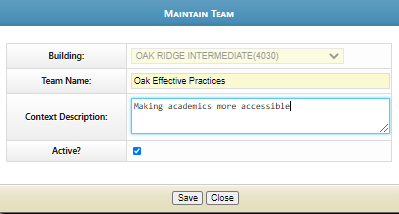 Maintain Team
Building: OAK RIDGE INTERMEDIATE(4030)
Team Name: Oak Effective Practices
Context Description: Making academics more accessible
Active?
Save Close